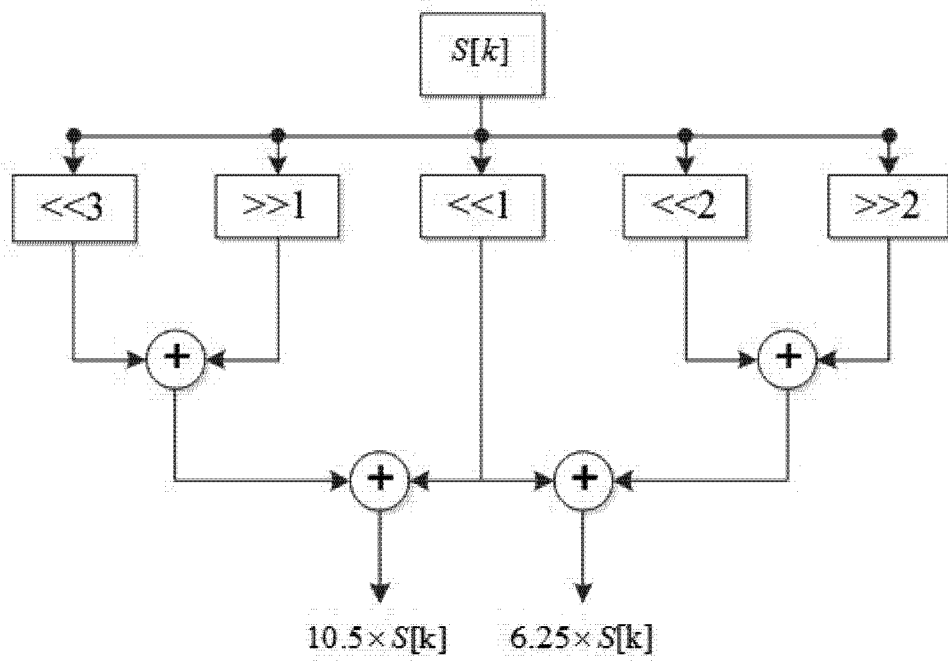 S[k]
<<3 >>1 <<1 <<2 >>2
+ +
+ +
10.5× S[k] 6.25× S[k]